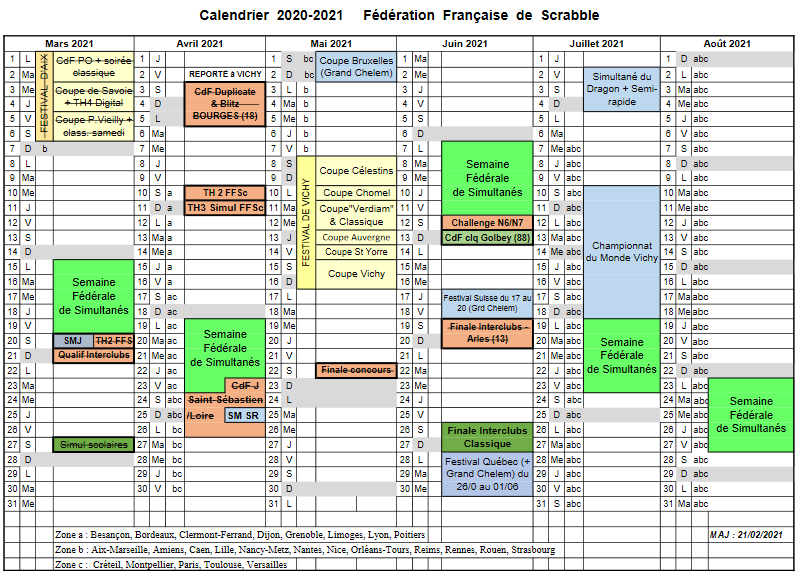 Calendrier 2020-2021 Fédération Française de Scrabble
Mars 2021
1 L
2 Ma
3 Me
4 J
5 V
6 S
7 D b
8 L
9 Ma
10 Me
11 J
12 V
13 S
14 D
15 L
16 Ma
17 Me
18 J
19 V
20 S
21 D
22 L
23 Ma
24 Me
25 J
26 V
27 S
28 D
29 L
30 Ma
31 Me
FESTIVAL D'AIX
CdF PO + soirée
classique
Coupe de Savoie
+ TH4 Digital
Coupe P.Vieilly +
class. samedi
Semaine
Fédérale
de Simultanés
SMJ TH2 FFS
Qualif Interclubs
Simul scolaires
Avril 2021
1 J
2 V
3 S
4 D
5 L
6 Ma
7 Me
8 J
9 V
10 S a
11 D a
12 L a
13 Ma a
14 Me a
15 J a
16 V a
17 S ac
18 D ac
19 L ac
20 Ma ac
21 Me ac
22 J ac
23 V ac
24 S ac
25 D abc
26 L bc
27 Ma bc
28 Me bc
29 J bc
30 V bc
REPORTÉ à VICHY
CdF Duplicate
& Blitz
BOURGES (18)
TH 2 FFSc
TH3 Simul FFSc
Semaine
Fédérale
de Simultanés
CdF J
Saint-Sébastien
/Loire SM SR
Mai 2021
1 S bc
2 D bc
3 L b
4 Ma b
5 Me b
6 J b
7 V b
8 S
9 D
10 L
11 Ma
12 Me
13 J
14 V
15 S
16 D
17 L
18 Ma
19 Me
20 J
21 V
22 S
23 D
24 L
25 Ma
26 Me
27 J
28 V
29 S
30 D
31 L
Coupe Bruxelles
(Grand Chelem)
FESTIVAL DE VICHY
Coupe Célestins
Coupe Chomel
Coupe"Verdiam"
& Classique
Coupe Auvergne
Coupe St Yorre
Coupe Vichy
Finale concours
Juin 2021
1 Ma
2 Me
3 J
4 V
5 S
6 D
7 L
8 Ma
9 Me
10 J
11 V
12 S
13 D
14 L
15 Ma
16 Me
17 J
18 V
19 S
20 D
21 L
22 Ma
23 Me
24 J
25 V
26 S
27 D
28 L
29 Ma
30 Me
Semaine
Fédérale
de Simultanés
Challenge N6/N7
CdF clq Golbey (88)
Festival Suisse du 17 au
20 (Grd Chelem)
Finale Interclubs -
Arles (13)
Finale Interclubs
Classique
Festival Québec (+
Grand Chelem) du
26/0 au 01/06
Juillet 2021
1 J
2 V
3 S
4 D
5 L
6 Ma
7 Me abc
8 J abc
9 V abc
10 S abc
11 D abc
12 L abc
13 Ma abc
14 Me abc
15 J abc
16 V abc
17 S abc
18 D abc
19 L abc
20 Ma abc
21 Me abc
22 J abc
23 V abc
24 S abc
25 D abc
26 L abc
27 Ma abc
28 Me abc
29 J abc
30 V abc
31 S abc
Simultané du
Dragon + Semi-
rapide
Championnat
du Monde Vichy
Semaine
Fédérale
de Simultanés
Août 2021
1 D abc
2 L abc
3 Ma abc
4 Me abc
5 J abc
6 V abc
7 S abc
8 D abc
9 L abc
10 Ma abc
11 Me abc
12 J abc
13 V abc
14 S abc
15 D abc
16 L abc
17 Ma abc
18 Me abc
19 J abc
20 V abc
21 S abc
22 D abc
23 L abc
24 Ma abc
25 Me abc
26 J abc
27 V abc
28 S abc
29 D abc
30 L abc
31 Ma abc
Semaine
Fédérale
de Simultanés
Zone a : Besançon, Bordeaux, Clermont-Ferrand, Dijon, Grenoble, Limoges, Lyon, Poitiers
MAJ : 21/02/2021
Zone b : Aix-Marseille, Amiens, Caen, Lille, Nancy-Metz, Nantes, Nice, Orléans-Tours, Reims, Rennes, Rouen, Strasbourg
Zone c : Créteil, Montpellier, Paris, Toulouse, Versailles